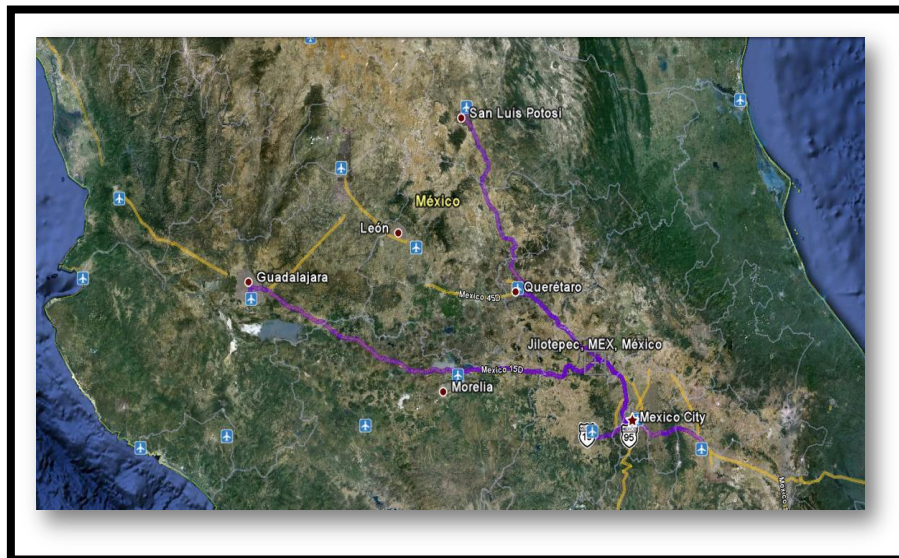 San Luis Potosí
México
León
Guadalajara
Querétaro
Mexico 45D
Jilotepec, MEX, México
Mexico 15D
Morelia
Mexico City
15
95
Mexico